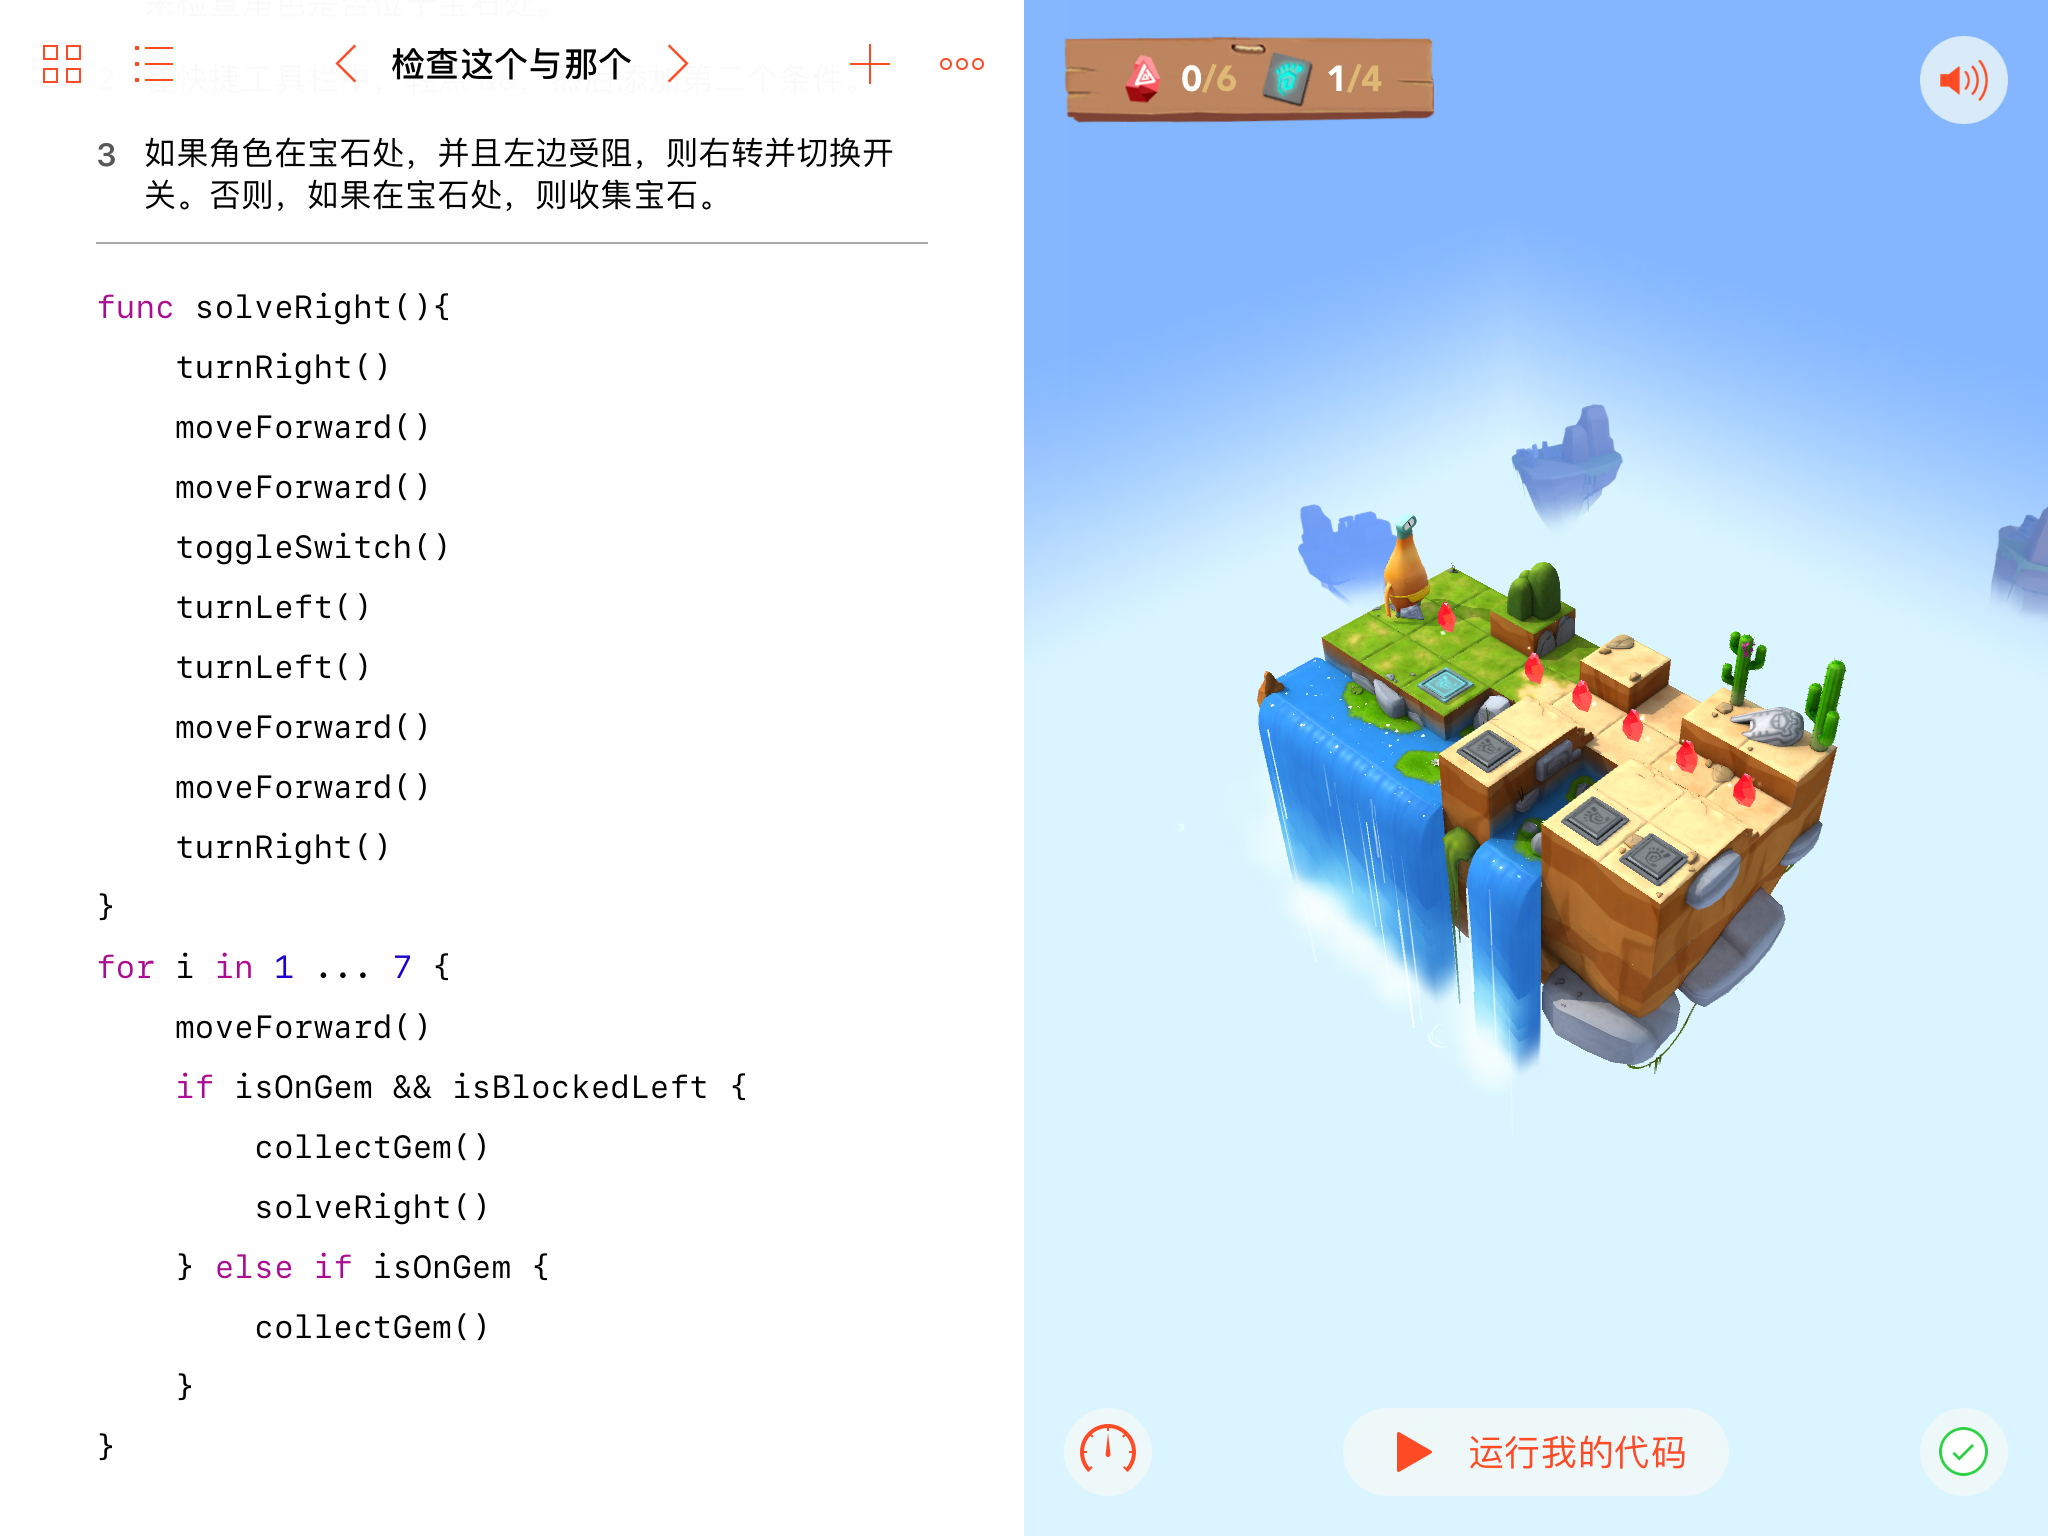 检查这个与那个
3 如果角色在宝石处，并且左边受阻，则右转并切换开
关。否则，如果在宝石处，则收集宝石。
func solveRight(){
turnRight()
moveForward()
moveForward()
toggleSwitch()
turnLeft()
turnLeft()
moveForward()
moveForward()
turnRight()
}
for i in 1 ... 7 {
moveForward()
if isOnGem && isBlockedLeft {
collectGem()
solveRight()
} else if isOnGem {
collectGem()
}
}
0/6 1/4
运行我的代码